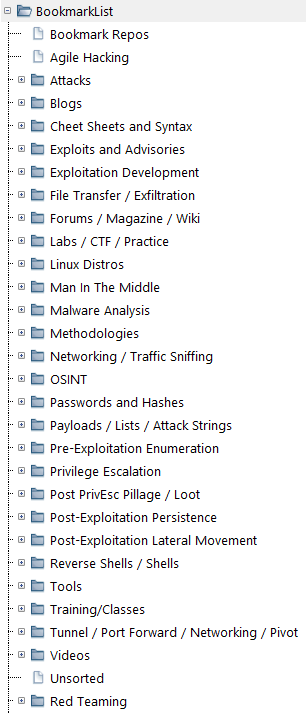 BookmarkList
Bookmark Repos
Agile Hacking
Attacks
Blogs
Cheet Sheets and Syntax
Exploits and Advisories
Exploitation Development
File Transfer / Exfiltration
Forums / Magazine / Wiki
Labs / CTF / Practice
Linux Distros
Man In The Middle
Malware Analysis
Methodologies
Networking / Traffic Sniffing
OSINT
Passwords and Hashes
Payloads / Lists / Attack Strings
Pre-Exploitation Enumeration
Privilege Escalation
Post PrivEsc Pillage / Loot
Post-Exploitation Persistence
Post-Exploitation Lateral Movement
Reverse Shells / Shells
Tools
Training/Classes
Tunnel / Port Forward / Networking / Pivot
Videos
Unsorted
Red Teaming